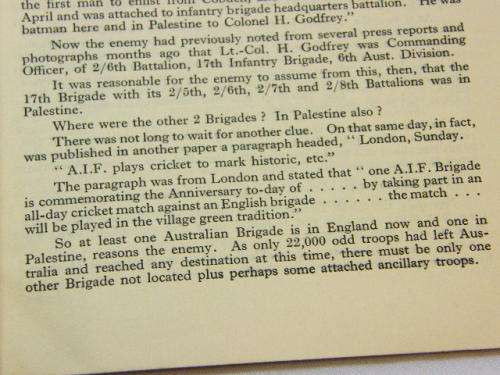 the first man to enlist from Cobden,
April and was attached to infantry brigade headquarters battalion. He was
batman here and in Palestine to Colonel H. Godfrey."
Now the enemy had previously noted from several press reports and
photographs months ago that Lt.-Col. H. Godfrey was Commanding
Officer, of 2/6th Battalion, 17th Infantry Brigade, 6th Aust. Division.
It was reasonable for the enemy to assume from this, then, that the
17th Brigade with its 2/5th, 2/6th, 2/7th and 2/8th Battalions was in
Palestine.
Where were the other 2 Brigades ? In Palestine also ?
There was not long to wait for another clue. On that same day, in fact,
was published in another paper a paragraph headed, " London, Sunday.
" A.I.F. plays cricket to mark historic, etc."
The paragraph was from London and stated that " one A.I.F. Brigade
is commemorating the Anniversary to-day of . . . . . by taking part in an
all-day cricket match against an English brigade . . . . . . the match . . .
will be played in the village green tradition."
So at least one Australian Brigade is in England now and one in
Palestine, reasons the enemy. As only 22,000 odd troops had left Aus-
tralia and reached any destination at this time, there must be only one
other Brigade not located plus perhaps some attached ancillary troops.